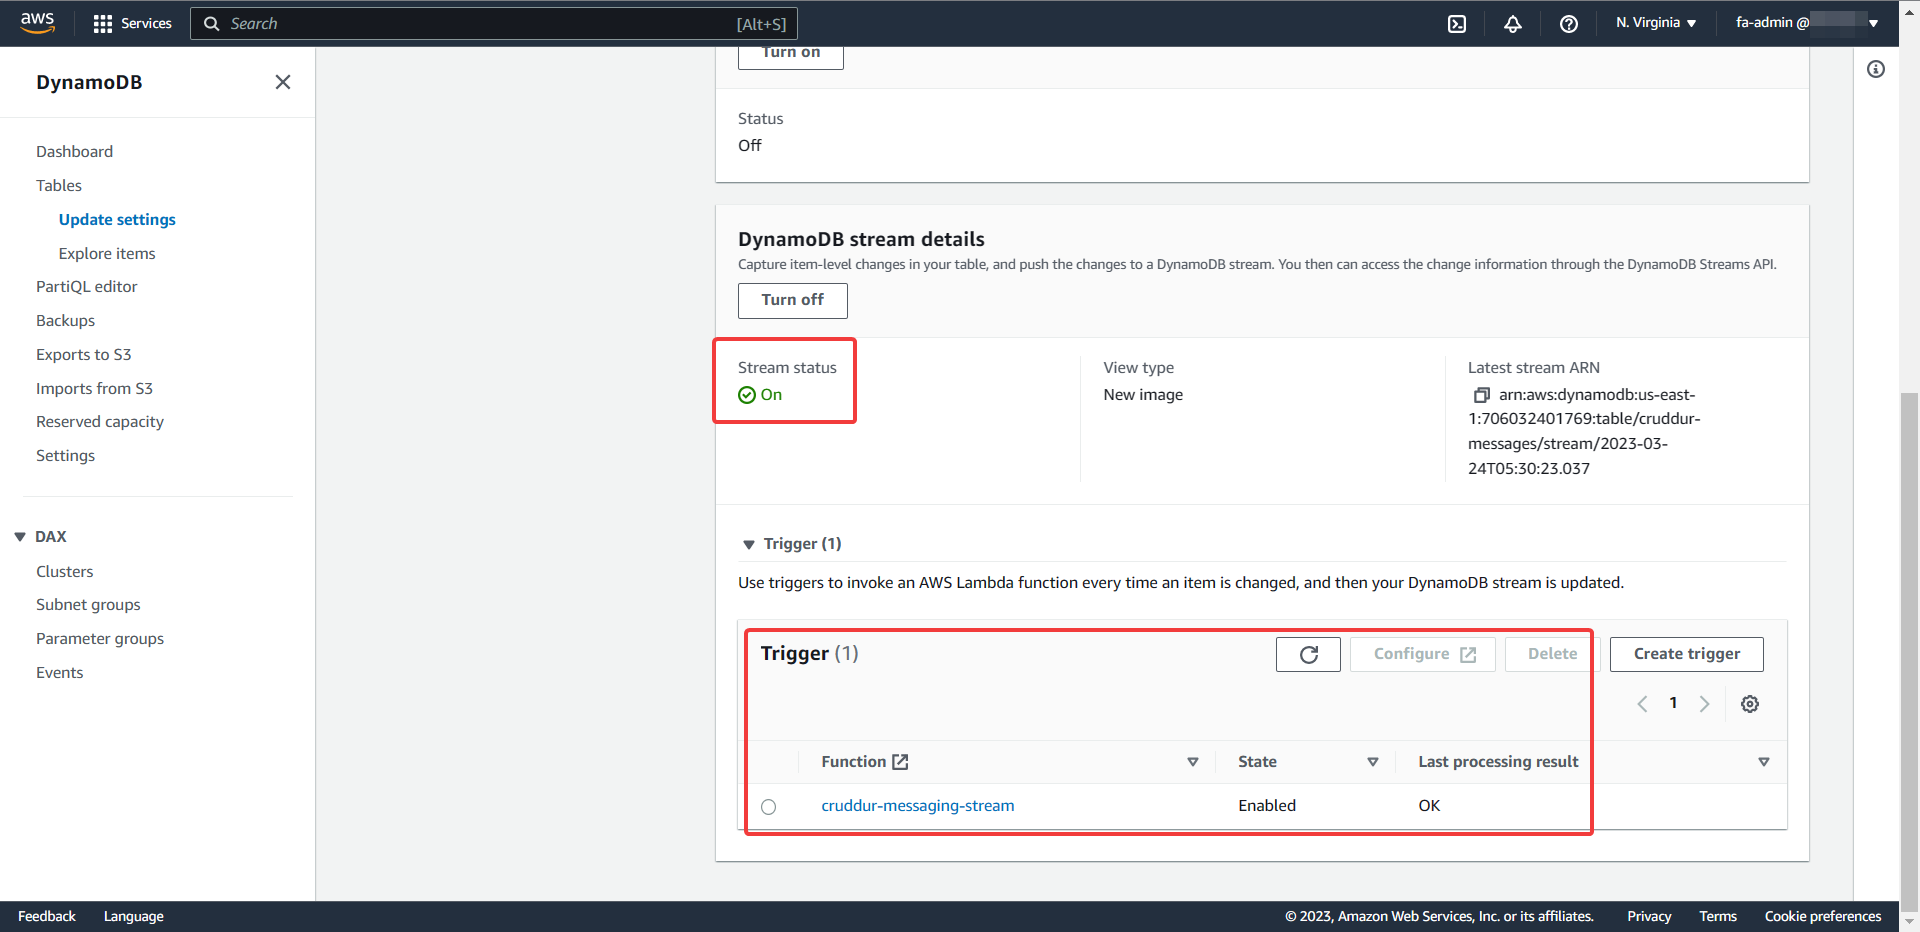 aws
Services
Search
[Alt+S]
N. Virginia
fa-admin @
DynamoDB
Dashboard
Tables
Update settings
Explore items
PartiQL editor
Backups
Exports to S3
Imports from S3
Reserved capacity
Settings
DAX
Clusters
Subnet groups
Parameter groups
Events
Turn on
Status
Off
DynamoDB stream details
Capture item-level changes in your table, and push the changes to a DynamoDB stream. You then can access the change information through the DynamoDB Streams API.
Turn off
Stream status
On
View type
New image
Latest stream ARN
arn:aws:dynamodb:us-east-
1:706032401769:table/cruddur-
messages/stream/2023-03-
24T05:30:23.037
Trigger (1)
Use triggers to invoke an AWS Lambda function every time an item is changed, and then your DynamoDB stream is updated.
Trigger (1)
Configure
Delete
Create trigger
1
Function
State
Last processing result
cruddur-messaging-stream
Enabled
OK
Feedback
Language
© 2023, Amazon Web Services, Inc. or its affiliates.
Privacy
Terms
Cookie preferences